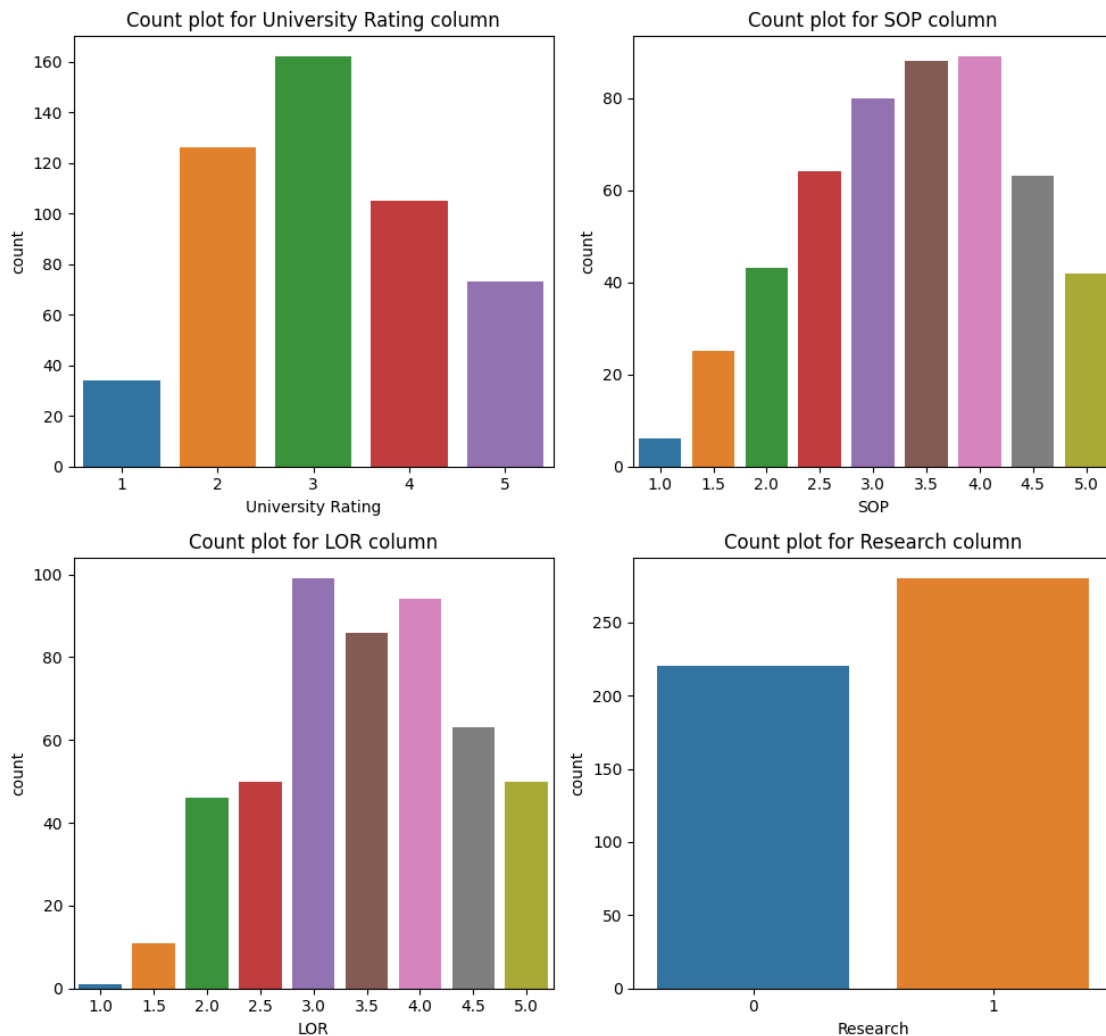 Count plot for University Rating column
160
140
120
100
80
60
40
20
0
count
1 2 3 4 5
University Rating
Count plot for SOP column
80
60
40
20
0
count
1.0 1.5 2.0 2.5 3.0 3.5 4.0 4.5 5.0
SOP
Count plot for LOR column
100
80
60
40
20
0
count
1.0 1.5 2.0 2.5 3.0 3.5 4.0 4.5 5.0
LOR
Count plot for Research column
250
200
150
100
50
0
count
0 1
Research